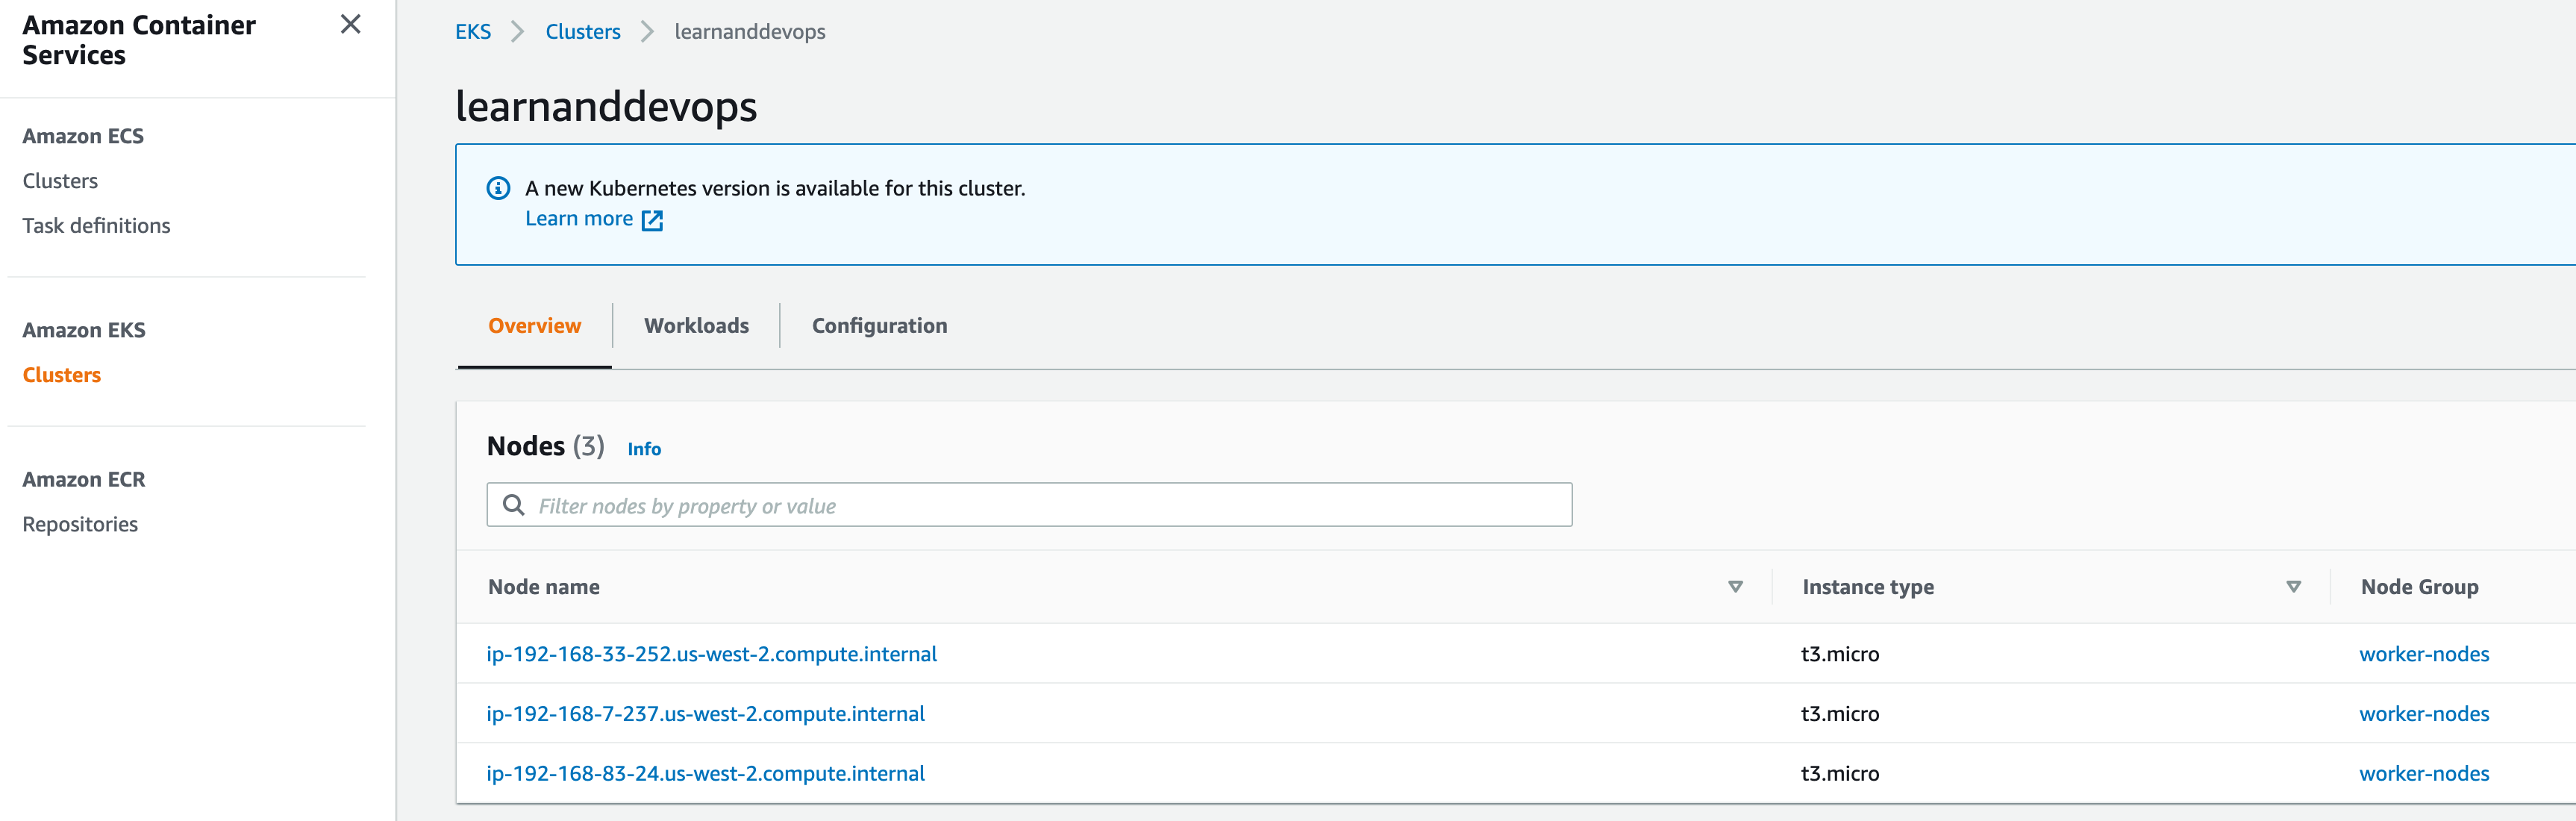 Amazon Container
Services
Amazon ECS
Clusters
Task definitions
Amazon EKS
Clusters
Amazon ECR
Repositories
EKS Clusters learnanddevops
learnanddevops
A new Kubernetes version is available for this cluster.
Learn more
Overview Workloads Configuration
Nodes (3) Info
Filter nodes by property or value
Node name Instance type Node Group
ip-192-168-33-252.us-west-2.compute.internal t3.micro worker-nodes
ip-192-168-7-237.us-west-2.compute.internal t3.micro worker-nodes
ip-192-168-83-24.us-west-2.compute.internal t3.micro worker-nodes